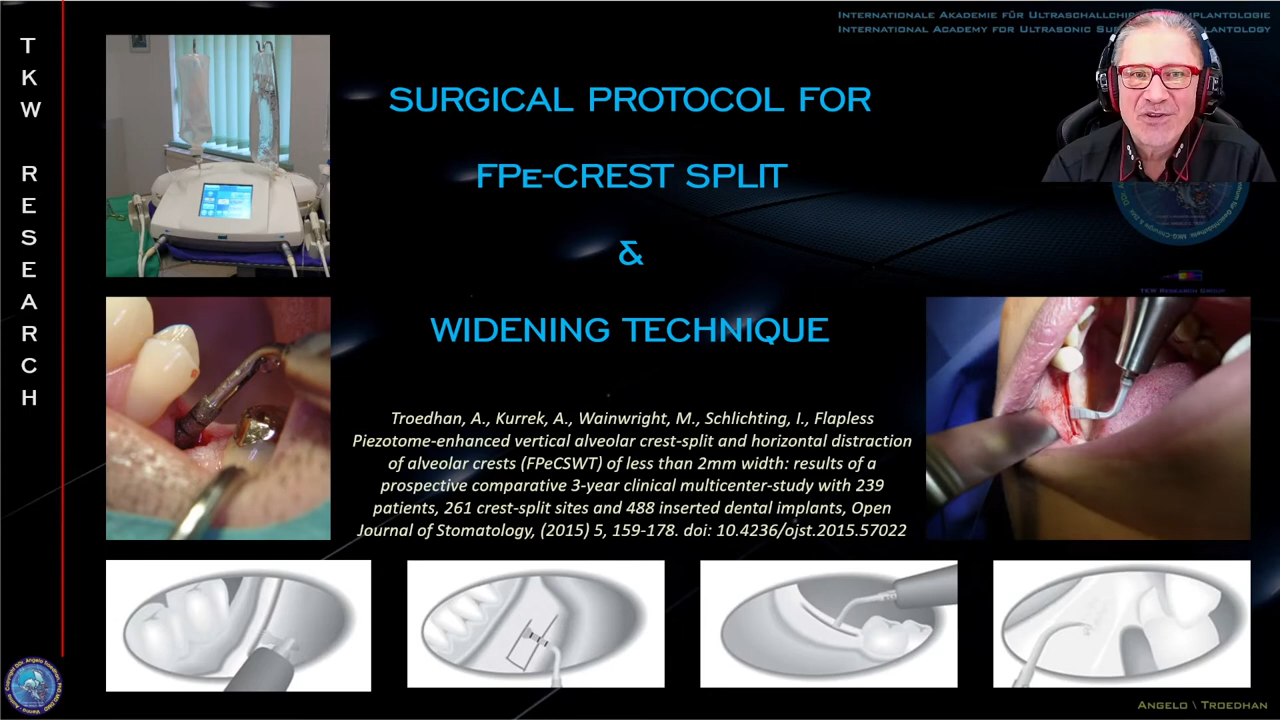 INTERNATIONALE AKADEMIE FÜR ULTRASCHALLCHI IMPLANTOLOGIE
INTERNATIONAL ACADEMY FOR ULTRASONIC SUR PLANTOLOGY
TKW RESEARCH
SURGICAL PROTOCOL FOR
FPE-CREST SPLIT
&
WIDENING TECHNIQUE
TKW RESEARCH GROUP
Troedhan, A., Kurrek, A., Wainwright, M., Schlichting, I., Flapless
Piezotome-enhanced vertical alveolar crest-split and horizontal distraction
of alveolar crests (FPeCSWT) of less than 2mm width: results of a
prospective comparative 3-year clinical multicenter-study with 239
patients, 261 crest-split sites and 488 inserted dental implants, Open
Journal of Stomatology, (2015) 5, 159-178. doi: 10.4236/ojst.2015.57022
ANGELO \ TROEDHAN